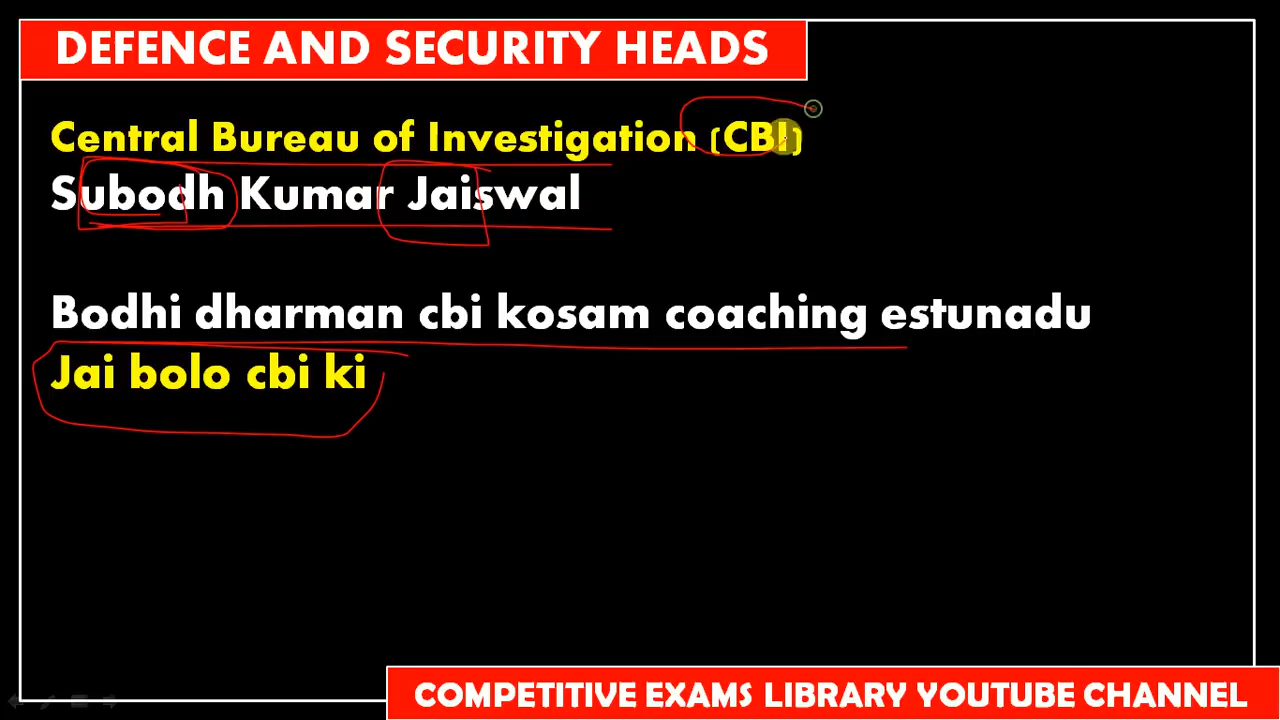 DEFENCE AND SECURITY HEADS
Central Bureau of Investigation (CBI)
Subodh Kumar Jaiswal
Bodhi dharman cbi kosam coaching estunadu
Jai bolo cbi ki
COMPETITIVE EXAMS LIBRARY YOUTUBE CHANNEL